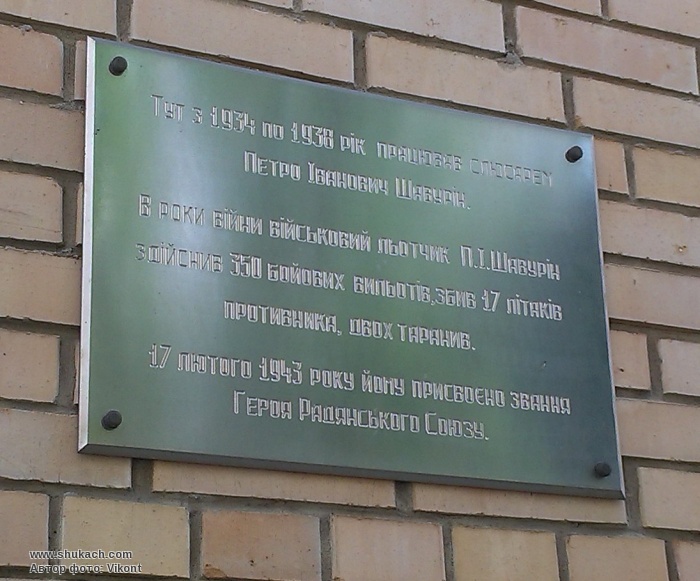 Тут з 1934 по 1938 рік працював слюсарем
Петро Іванович Шавурін.
В роки війни військовий льотчик П.І.Шавурін
здійснив 350 бойових вильотів,збив 17 літаків
противника, двох таранив.
17 лютого 1943 року йому присвоєно звання
Героя Радянського Союзу.
www.shukach.com
Автор фото: Vikont